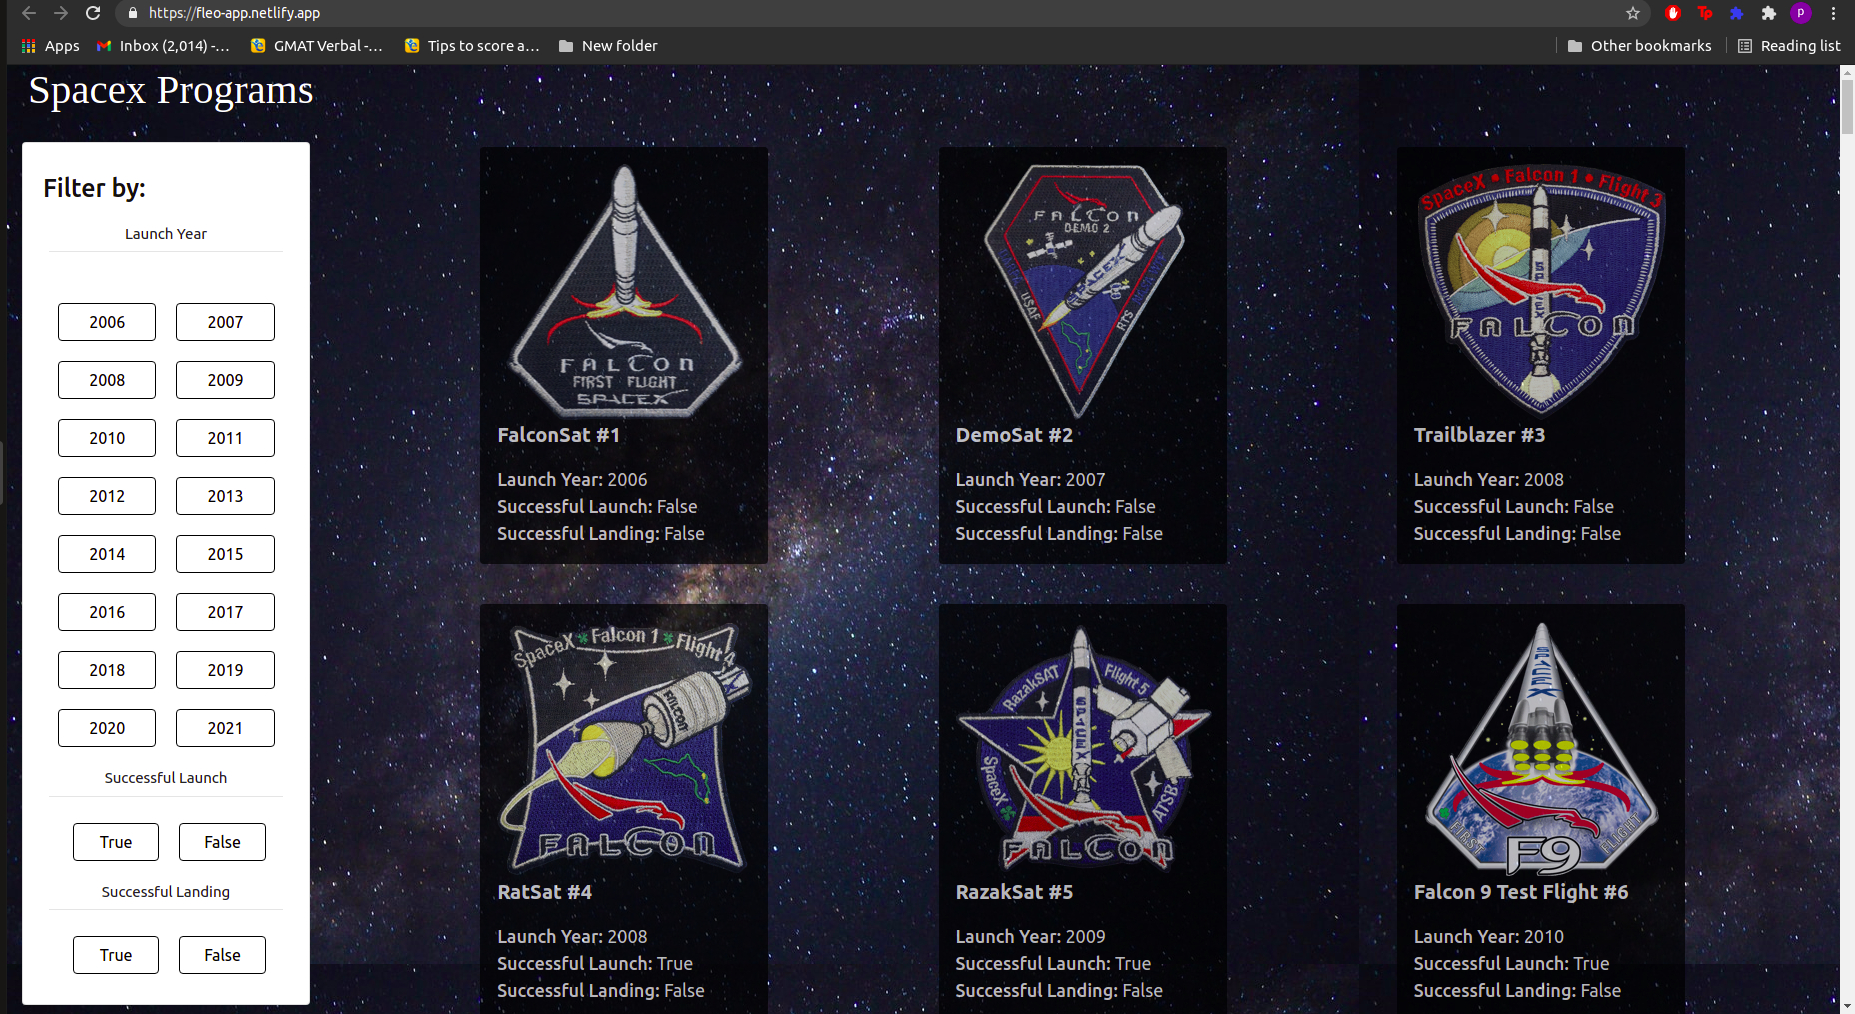 https://fleo-app.netlify.app
P
Apps
Inbox (2,014) -...
GMAT Verbal -...
Tips to score a...
New folder
Other bookmarks
Reading list
Spacex Programs
Filter by:
Launch Year
2006 2007
2008 2009
2010 2011
2012 2013
2014 2015
2016 2017
2018 2019
2020 2021
Successful Launch
True False
Successful Landing
True False
FALCON
FIRST FLIGHT
SPACEX
FalconSat #1
Launch Year: 2006
Successful Launch: False
Successful Landing: False
FALCON
DEMO 2
SPACEX
USAF
RTS
DemoSat #2
Launch Year: 2007
Successful Launch: False
Successful Landing: False
SpaceX • Falcon 1 • Flight 3
SPACEX
FALCON
Trailblazer #3
Launch Year: 2008
Successful Launch: False
Successful Landing: False
SpaceX Falcon 1 Flight 4
FALCON
FALCON
RatSat #4
Launch Year: 2008
Successful Launch: True
Successful Landing: False
RazakSAT
Flight 5
SPACEX
SpaceX
ATSB
FALCON
RazakSat #5
Launch Year: 2009
Successful Launch: True
Successful Landing: False
SPACEX
FIRST FLIGHT
F9
Falcon 9 Test Flight #6
Launch Year: 2010
Successful Launch: True
Successful Landing: False